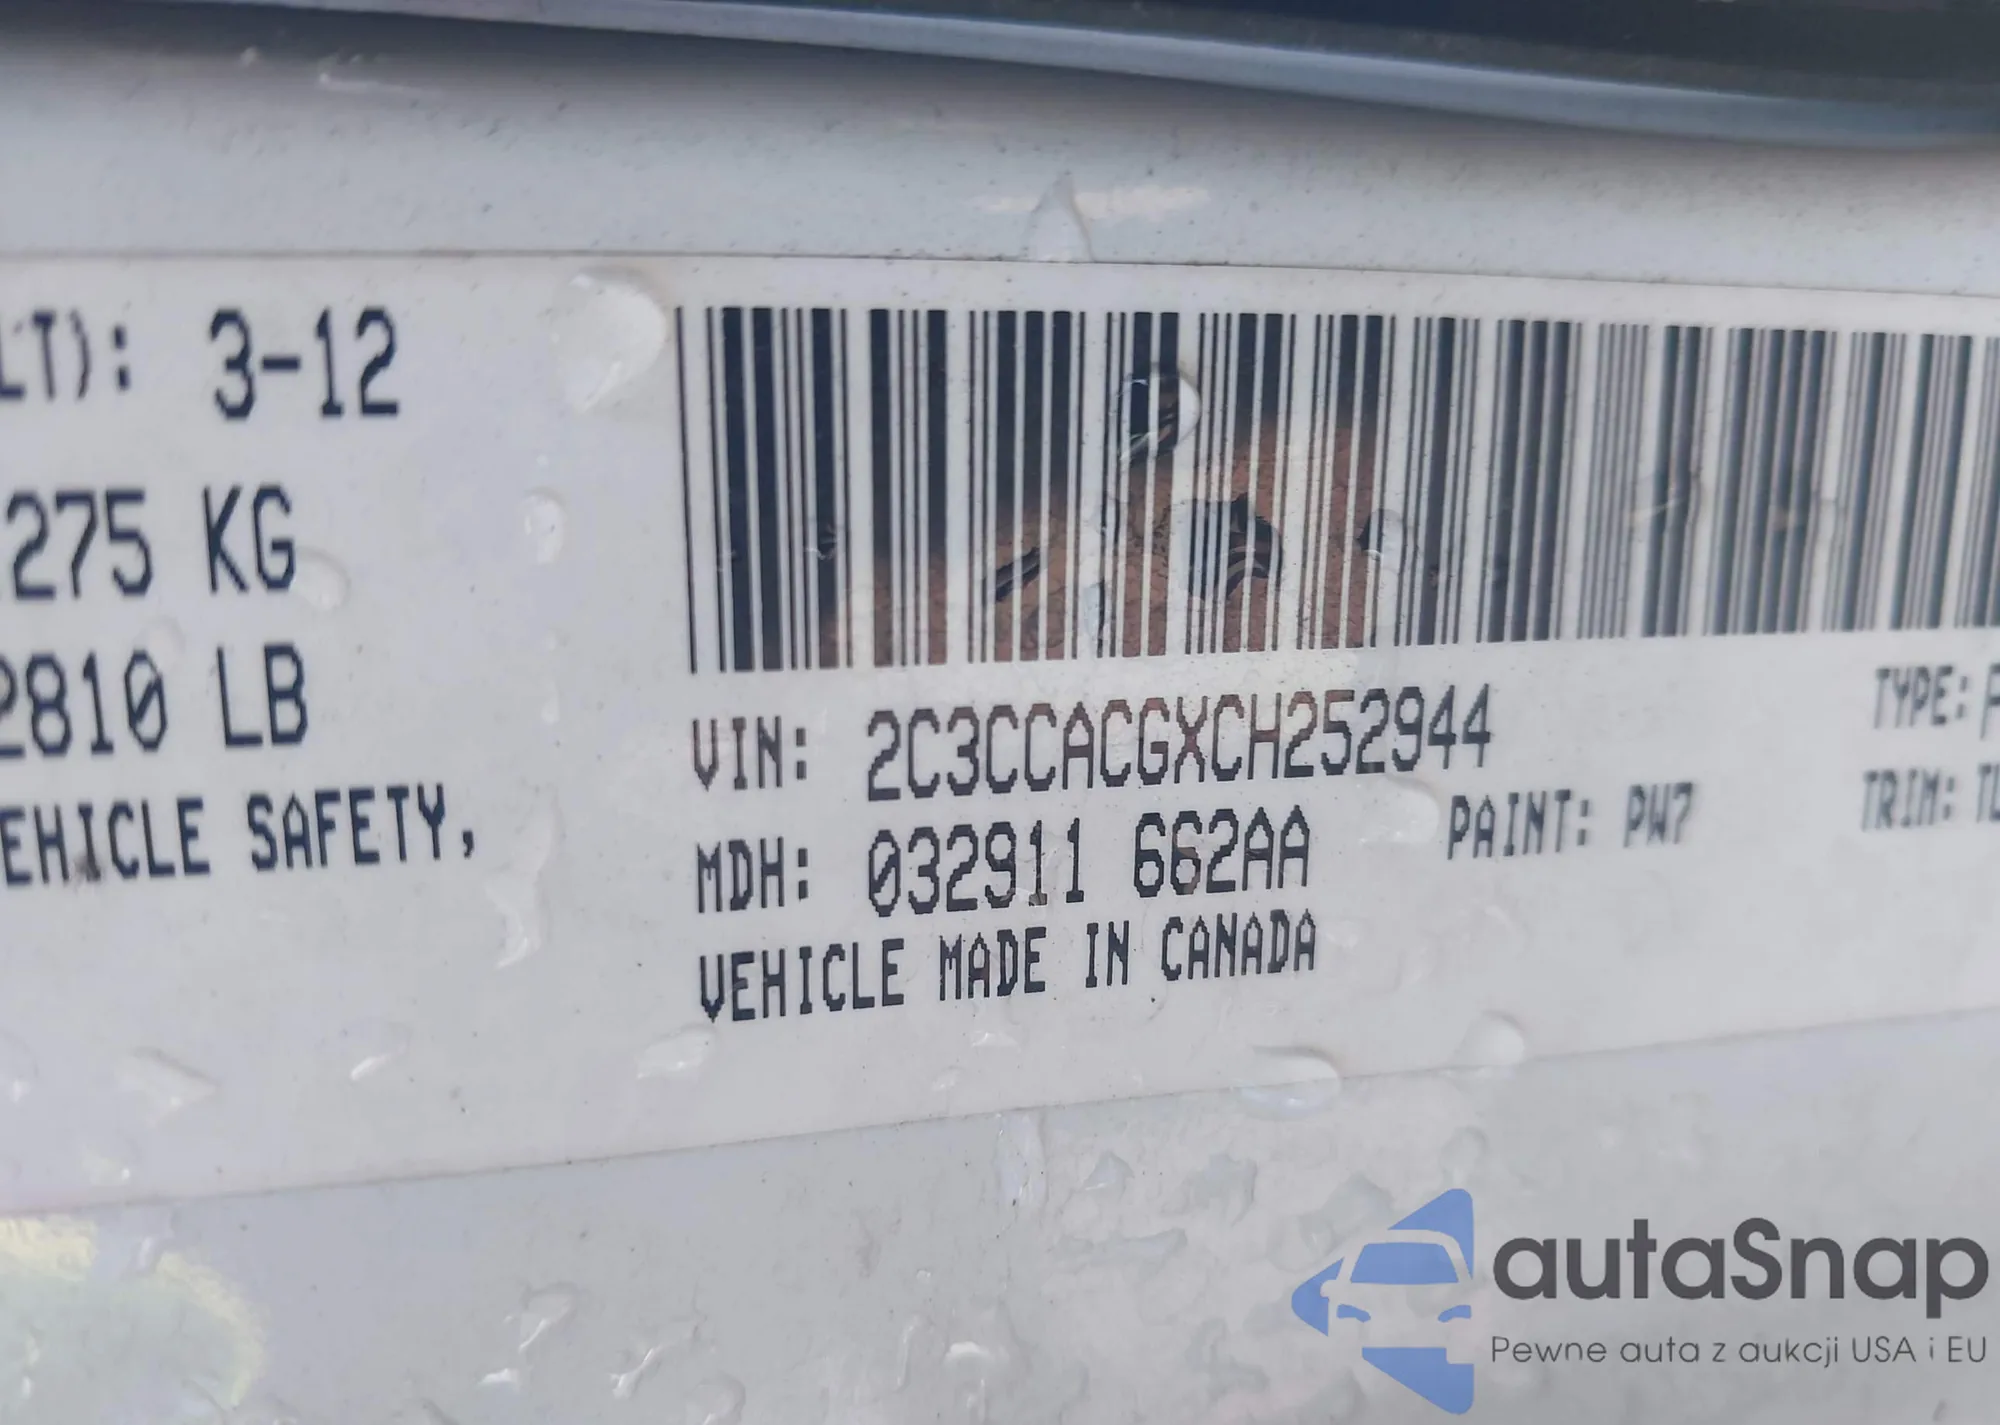 LT): 3-12
275 KG
2810 LB
EHICLE SAFETY,
VIN: 2C3CCACGXCH252944
TYPE:
MDH: 032911 662AA
PAINT: PW7
TRIM:
VEHICLE MADE IN CANADA
autaSnap
Pewne auta z aukcji USA i EU